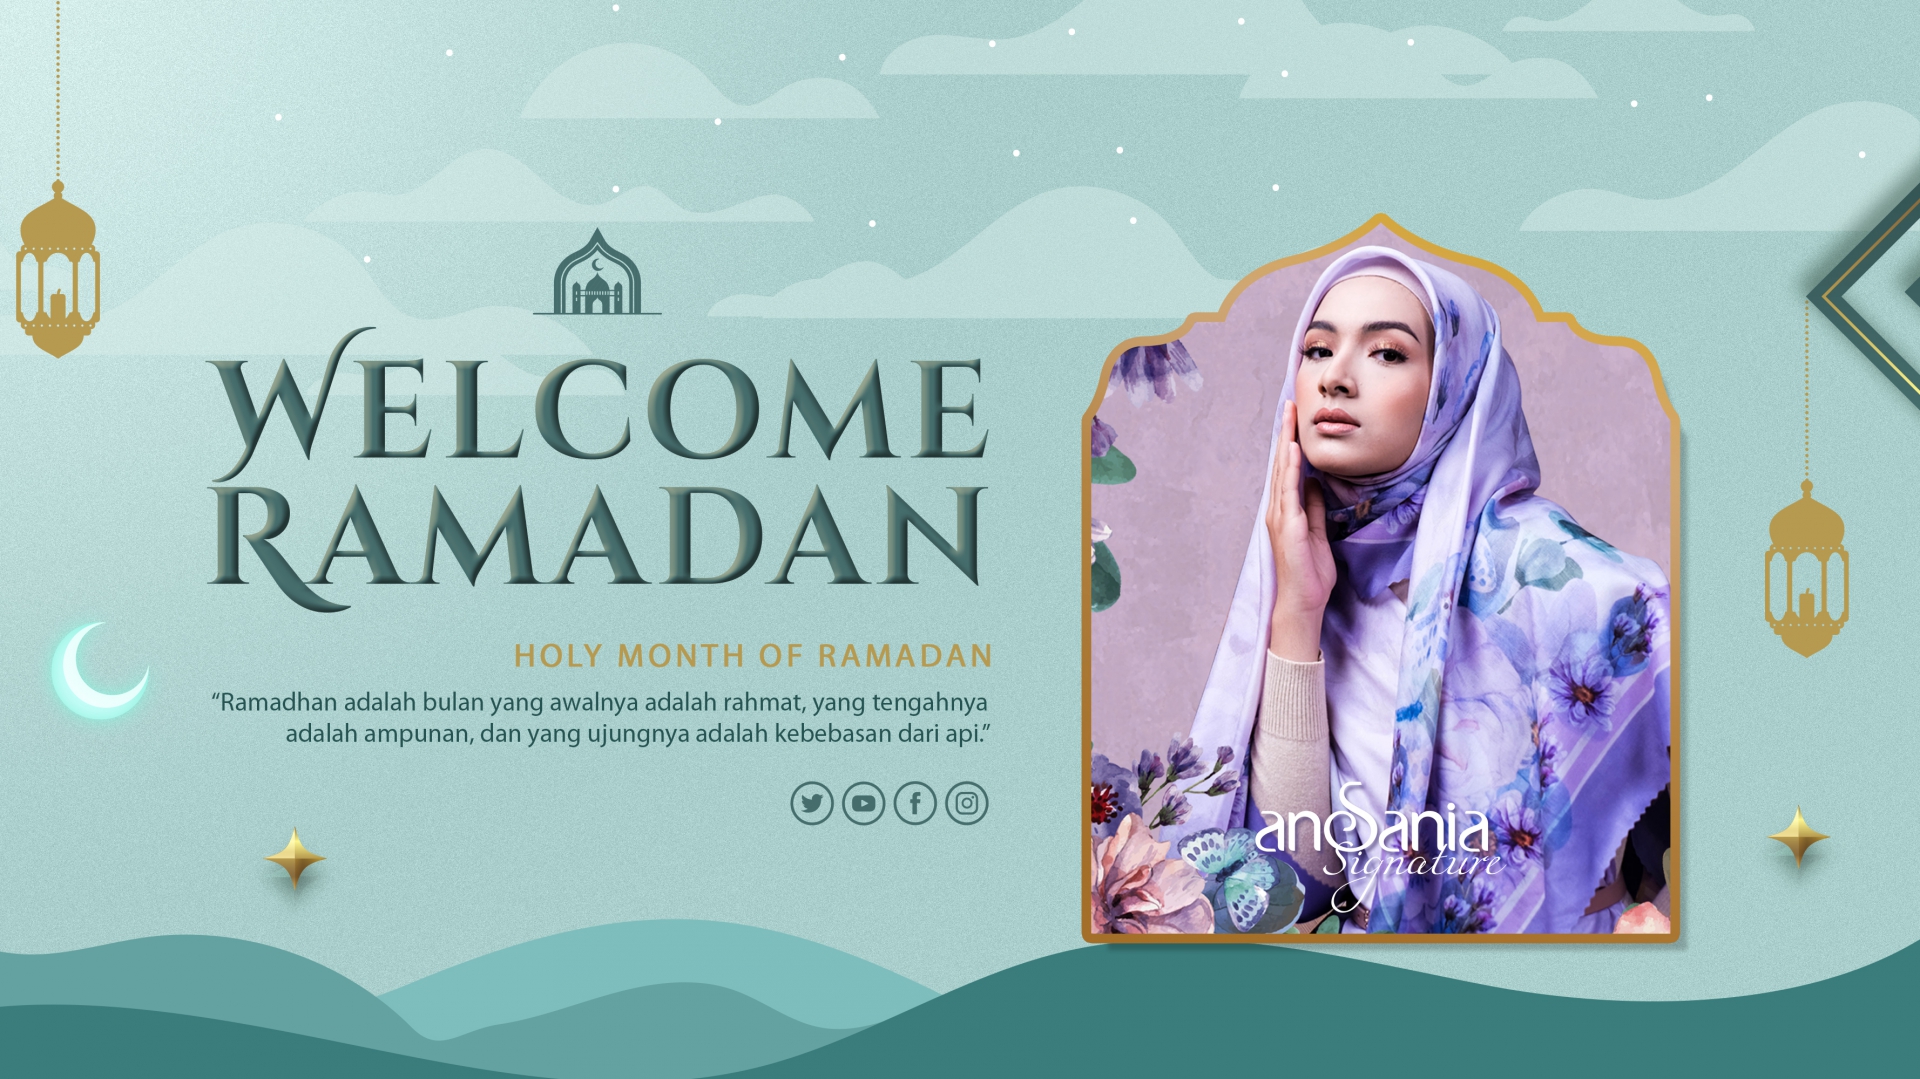 WELCOME
RAMADAN
HOLY MONTH OF RAMADAN
“Ramadhan adalah bulan yang awalnya adalah rahmat, yang tengahnya
adalah ampunan, dan yang ujungnya adalah kebebasan dari api.”
anSania
Signature